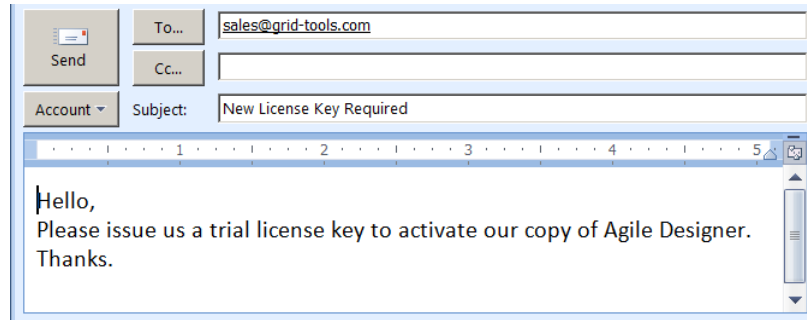 To...
sales@grid-tools.com
Send
Cc...
Account
Subject:
New License Key Required
1 2 3 4 5
Hello,
Please issue us a trial license key to activate our copy of Agile Designer.
Thanks.